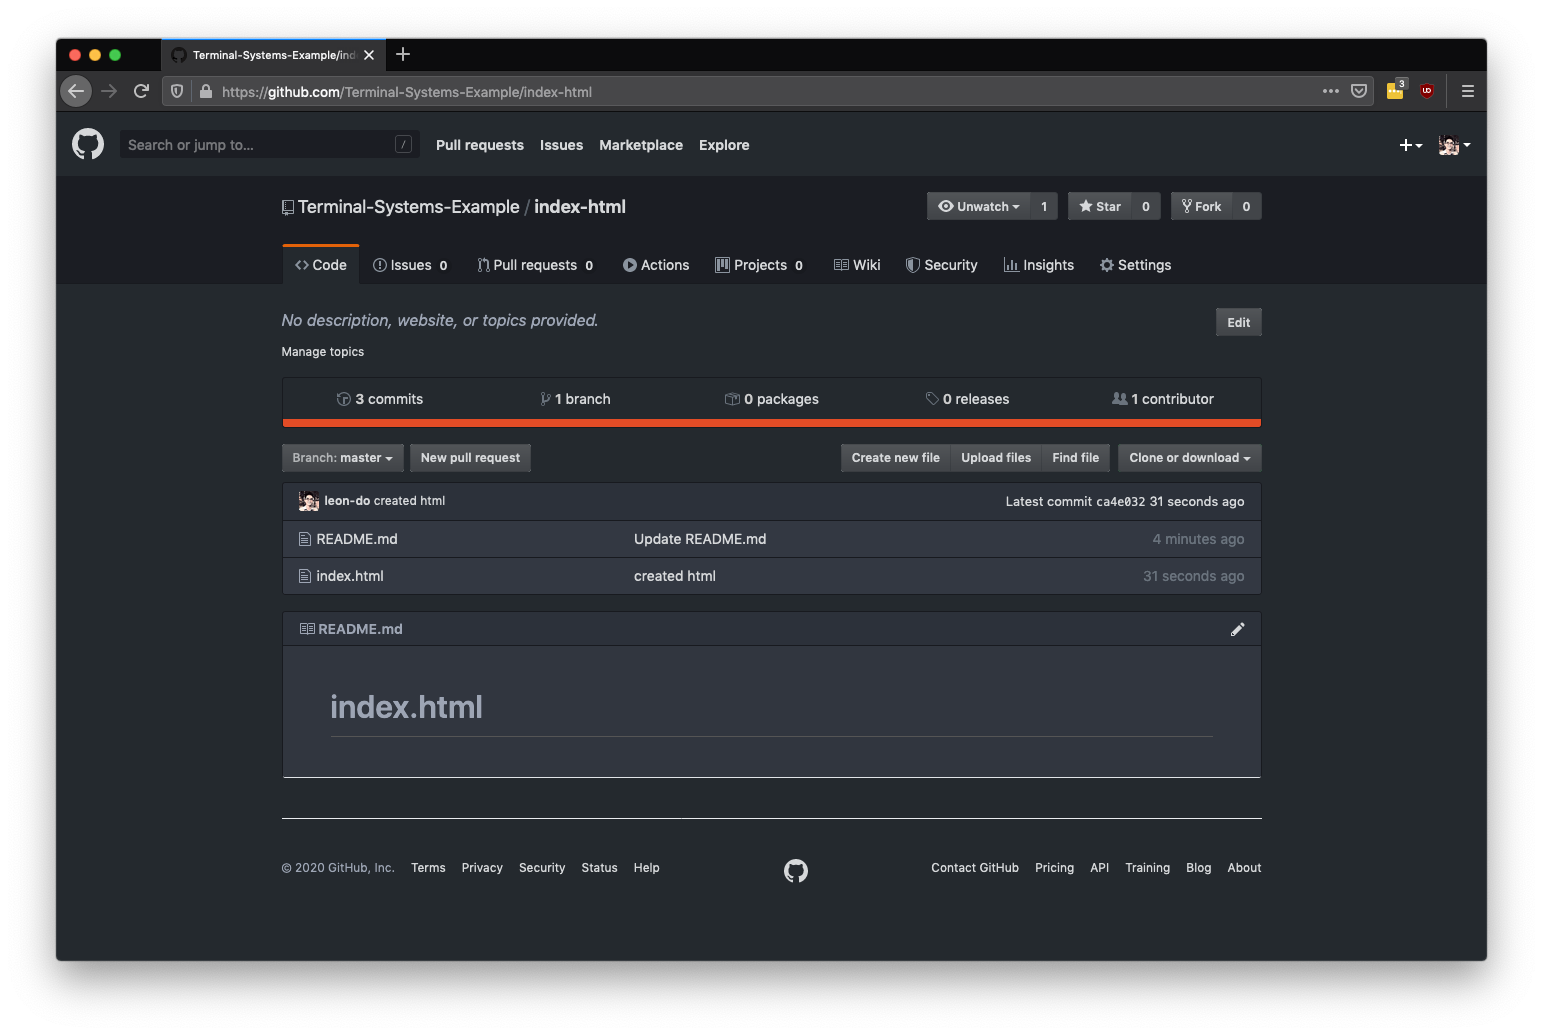 Terminal-Systems-Example/ind
https://github.com/Terminal-Systems-Example/index-html
3
Search or jump to...
/
Pull requests Issues Marketplace Explore
Terminal-Systems-Example / index-html
Unwatch 1 Star 0 Fork 0
Code Issues 0 Pull requests 0 Actions Projects 0 Wiki Security Insights Settings
No description, website, or topics provided.
Edit
Manage topics
3 commits 1 branch 0 packages 0 releases 1 contributor
Branch: master New pull request Create new file Upload files Find file Clone or download
leon-do created html Latest commit ca4e032 31 seconds ago
README.md Update README.md 4 minutes ago
index.html created html 31 seconds ago
README.md
index.html
© 2020 GitHub, Inc. Terms Privacy Security Status Help Contact GitHub Pricing API Training Blog About